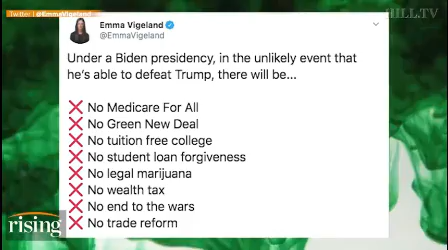 Twitter | @EmmaVigeland
HILL.TV
Emma Vigeland
@EmmaVigeland
Under a Biden presidency, in the unlikely event that
he's able to defeat Trump, there will be...
❌ No Medicare For All
❌ No Green New Deal
❌ No tuition free college
❌ No student loan forgiveness
❌ No legal marijuana
❌ No wealth tax
❌ No end to the wars
❌ No trade reform
rising